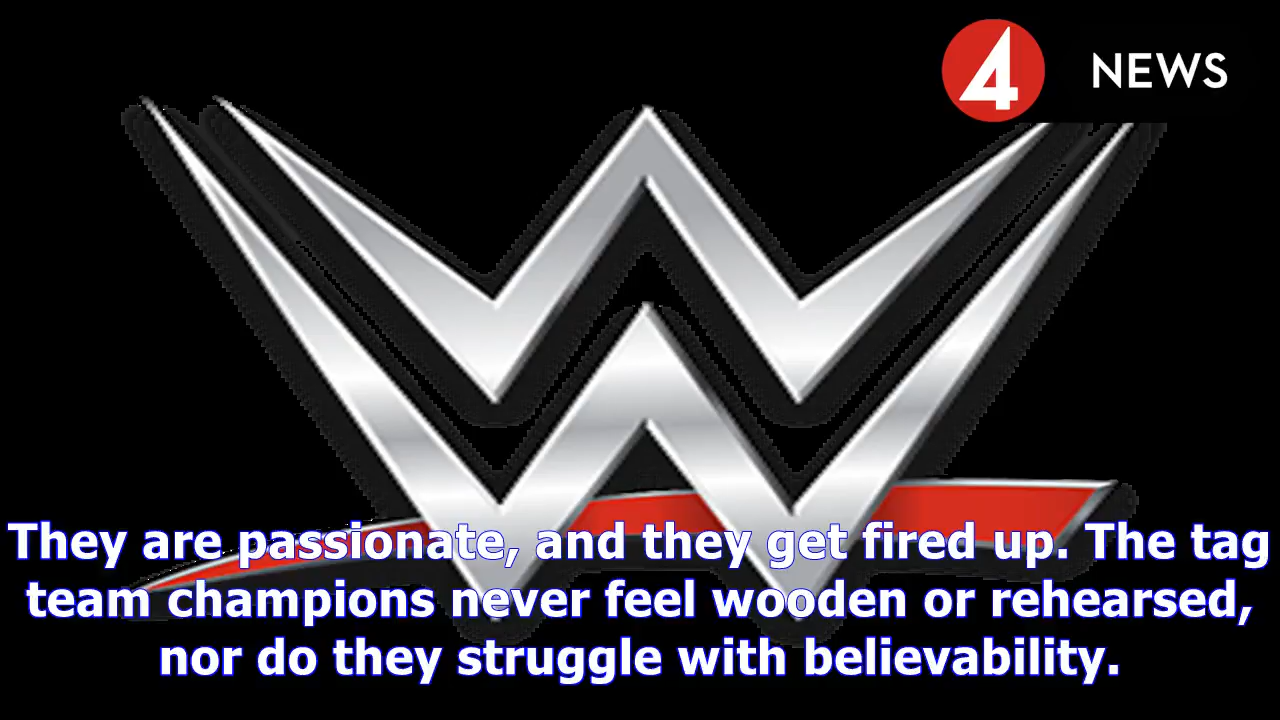 4 NEWS
W
They are passionate, and they get fired up. The tag
team champions never feel wooden or rehearsed,
nor do they struggle with believability.